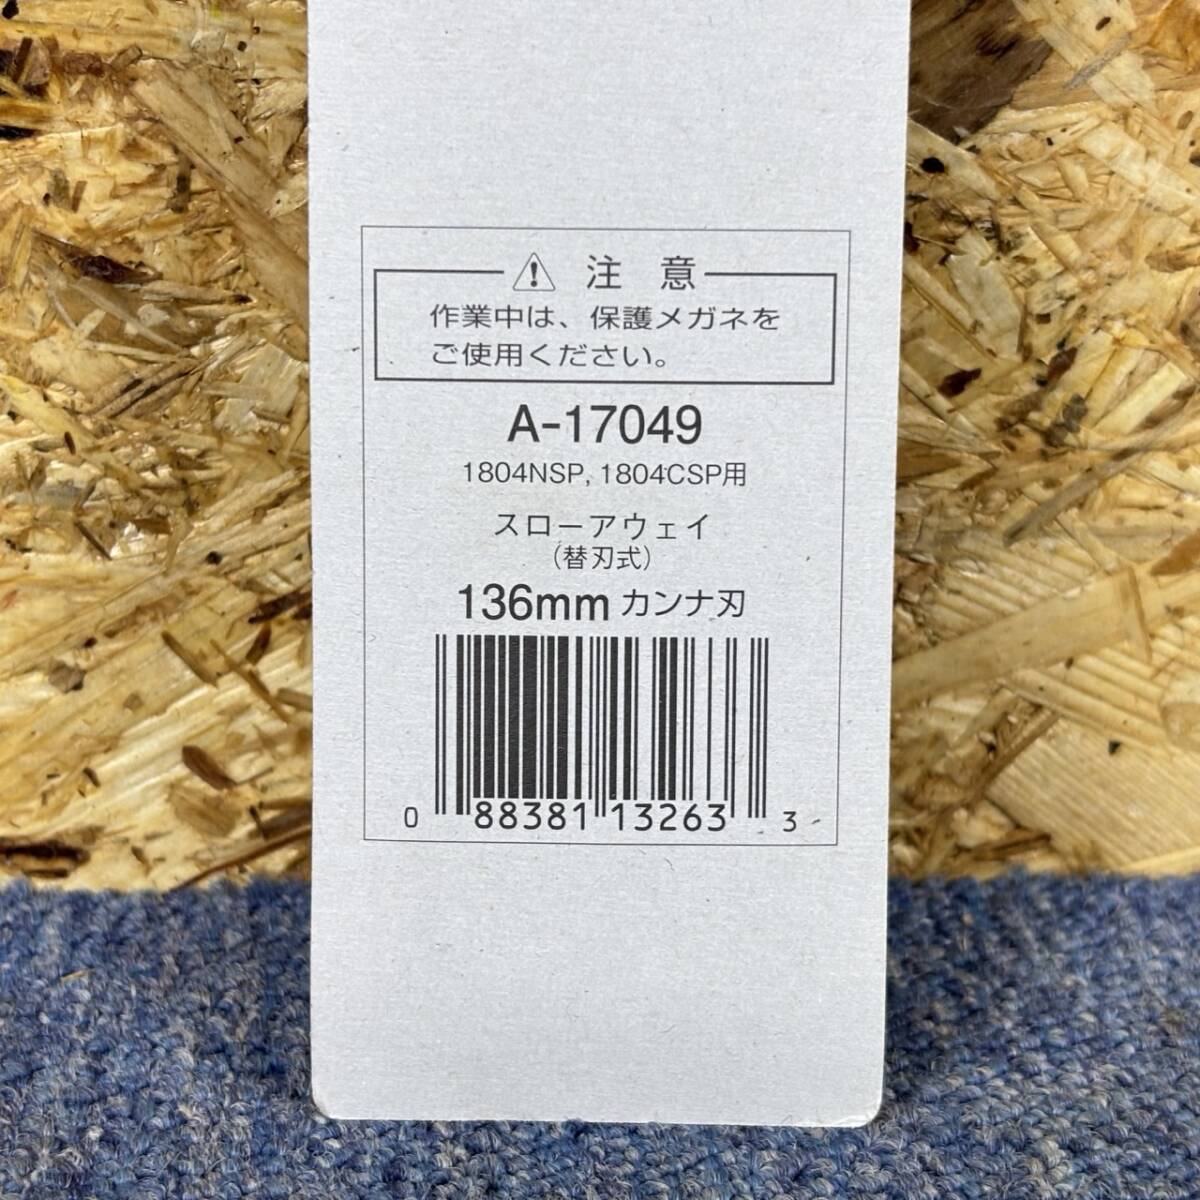 注 意
作業中は、保護メガネを
ご使用ください。
A-17049
1804NSP, 1804CSP用
スローアウェイ
(替刃式)
136mm カンナ刃
0 88381 13263 3